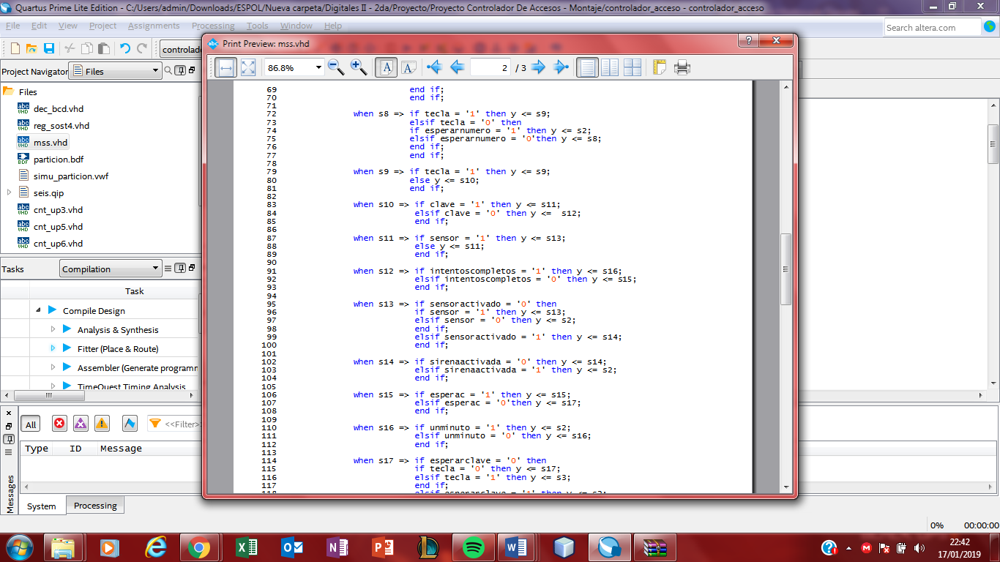 Quartus Prime Lite Edition - C:/Users/admin/Downloads/ESPOL/Nueva carpeta/Digitales II - 2da/Proyecto/Proyecto Controlador De Accesos - Montaje/controlador_acceso - controlador_acceso
File Edit View Project Assignments Processing Tools Window Help
Search altera.com
Print Preview: mss.vhd
controlad
Project Navigator Files
86.8% 2 / 3
Files
dec_bcd.vhd
reg_sost4.vhd
mss.vhd
particion.bdf
simu_particion.vwf
seis.qip
cnt_up3.vhd
cnt_up5.vhd
cnt_up6.vhd
Tasks Compilation
Task
Compile Design
Analysis & Synthesis
Fitter (Place & Route)
Assembler (Generate programm
TimeQuest Timing Analysis
69 end if;
70 end if;
71
72 when s8 => if tecla = '1' then y <= s9;
73 elsif tecla = '0' then
74 if esperarnumero = '1' then y <= s2;
75 elsif esperarnumero = '0'then y <= s8;
76 end if;
77 end if;
78
79 when s9 => if tecla = '1' then y <= s9;
80 else y <= s10;
81 end if;
82
83 when s10 => if clave = '1' then y <= s11;
84 elsif clave = '0' then y <=  s12;
85 end if;
86
87 when s11 => if sensor = '1' then y <= s13;
88 else y <= s11;
89 end if;
90
91 when s12 => if intentoscompletos = '1' then y <= s16;
92 elsif intentoscompletos = '0' then y <= s15;
93 end if;
94
95 when s13 => if sensoractivado = '0' then
96 if sensor = '1' then y <= s13;
97 elsif sensor = '0' then y <= s2;
98 end if;
99 elsif sensoractivado = '1' then y <= s14;
100 end if;
101
102 when s14 => if sirenaactivada = '0' then y <= s14;
103 elsif sirenaactivada = '1' then y <= s2;
104 end if;
105
106 when s15 => if esperac = '1' then y <= s15;
107 elsif esperac = '0'then y <= s17;
108 end if;
109
110 when s16 => if unminuto = '1' then y <= s2;
111 elsif unminuto = '0' then y <= s16;
112 end if;
113
114 when s17 => if esperarclave = '0' then
115 if tecla = '0' then y <= s17;
116 elsif tecla = '1' then y <= s3;
117 end if;
118 elsif esperarclave = '1' then y <=
All <<Filter>
Type ID Message
Messages
System Processing
0% 00:00:00
22:42
17/01/2019